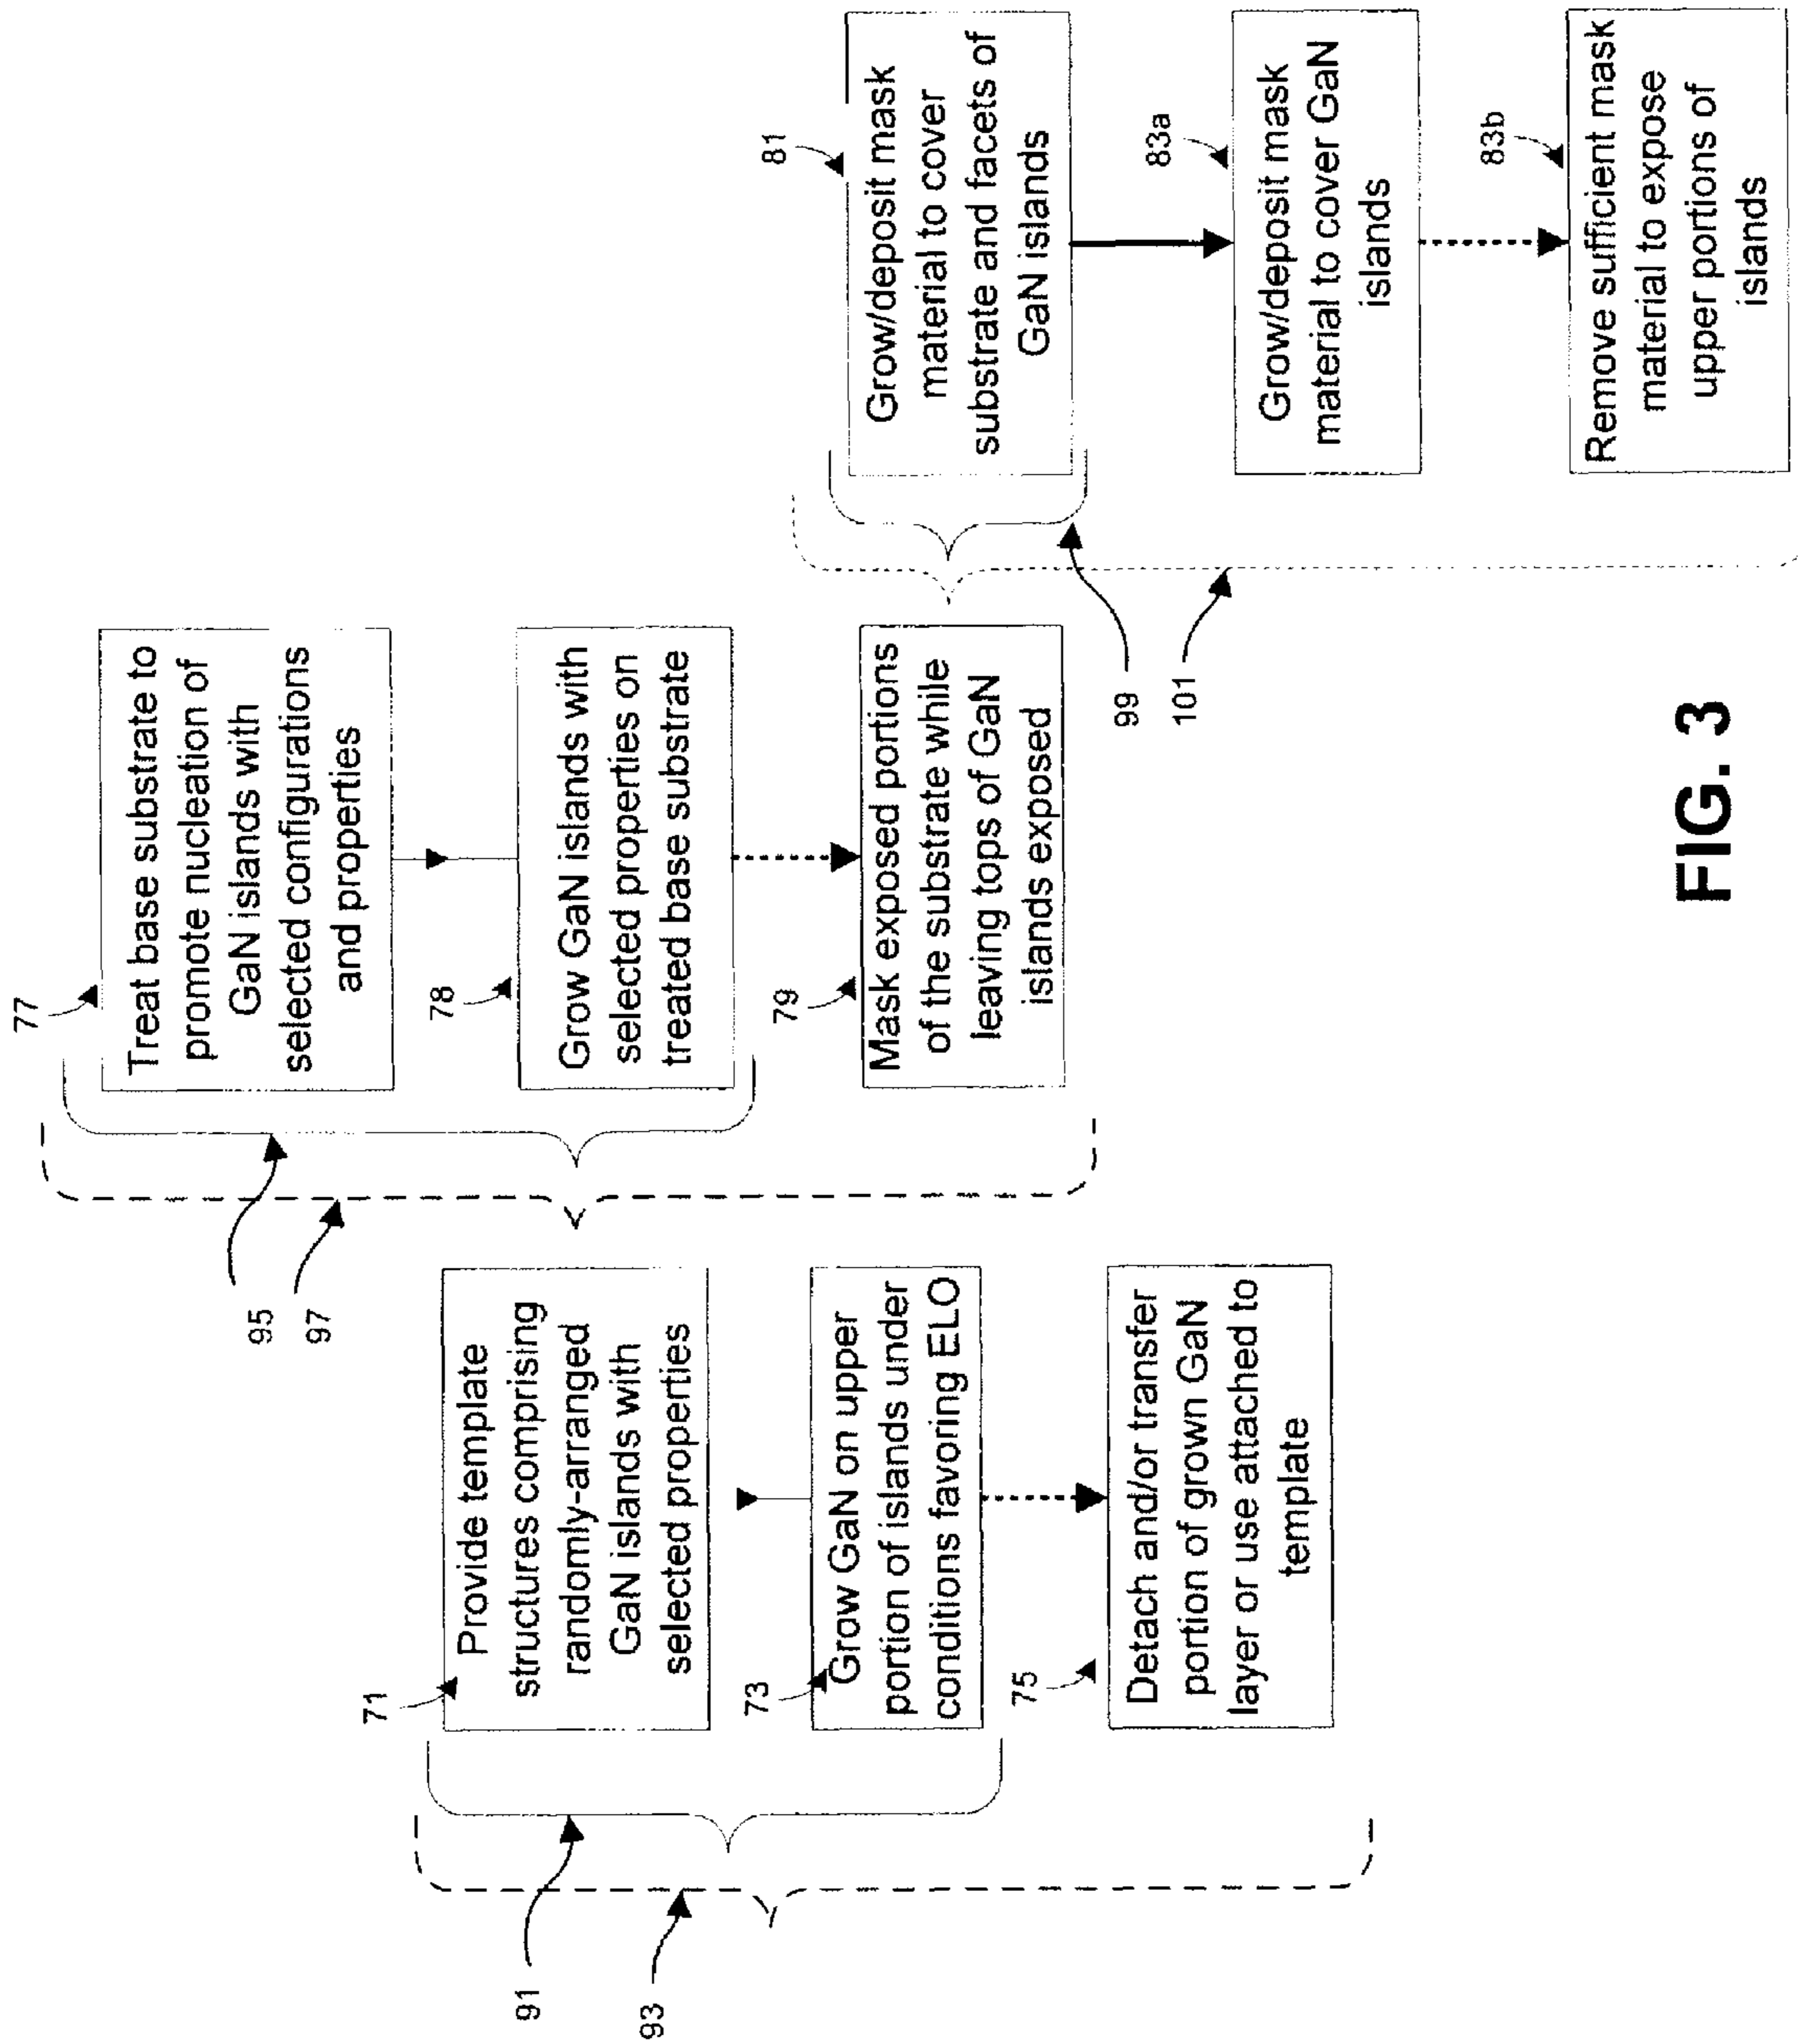 77
Treat base substrate to
promote nucleation of
GaN islands with
selected configurations
and properties
78
Grow GaN islands with
selected properties on
treated base substrate
79
Mask exposed portions
of the substrate while
leaving tops of GaN
islands exposed
95
97
71
Provide template
structures comprising
randomly-arranged
GaN islands with
selected properties
73
Grow GaN on upper
portion of islands under
conditions favoring ELO
75
Detach and/or transfer
portion of grown GaN
layer or use attached to
template
91
93
81
Grow/deposit mask
material to cover
substrate and facets of
GaN islands
83a
Grow/deposit mask
material to cover GaN
islands
83b
Remove sufficient mask
material to expose
upper portions of
islands
99
101
FIG. 3